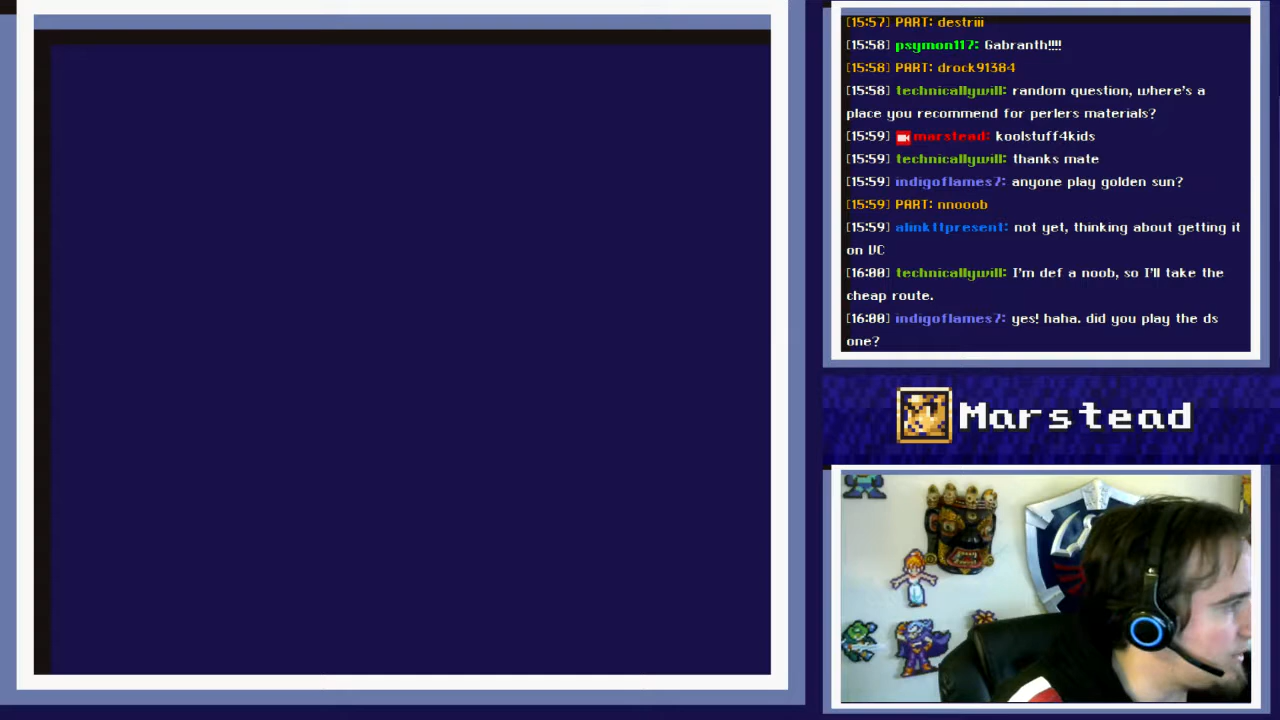 [15:57] PART: destriii
[15:58] psymon117: Gabranth!!!!
[15:58] PART: drock91384
[15:58] technicallywill: random question, where's a
place you recommend for perlers materials?
[15:59] marstead: koolstuff4kids
[15:59] technicallywill: thanks mate
[15:59] indigoflames7: anyone play golden sun?
[15:59] PART: nnooob
[15:59] alinkttpresent: not yet, thinking about getting it
on VC
[16:00] technicallywill: I'm def a noob, so I'll take the
cheap route.
[16:00] indigoflames7: yes! haha. did you play the ds
one?
Marstead